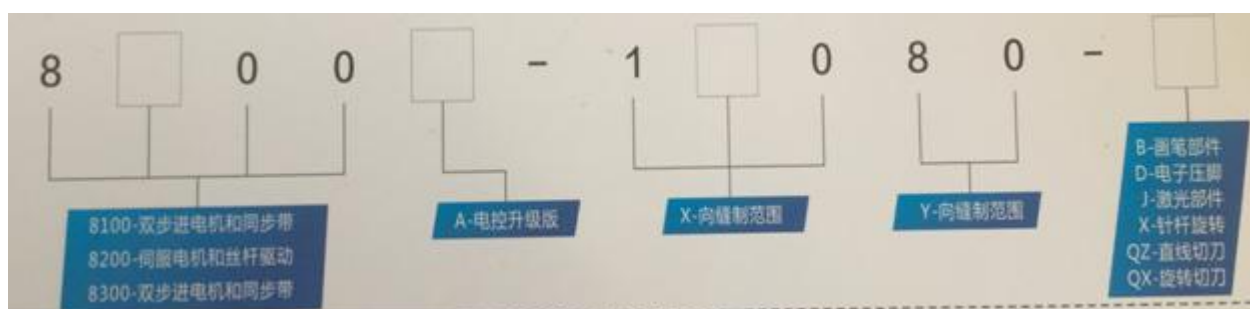 8 □ 0 0 □ - 1 □ 0 8 0 - □
8100-双步进电机和同步带
8200-伺服电机和丝杆驱动
8300-双步进电机和同步带
A-电控升级版
X-向缝制范围
Y-向缝制范围
B-画笔部件
D-电子压脚
J-激光部件
X-针杆旋转
QZ-直线切刀
QX-旋转切刀